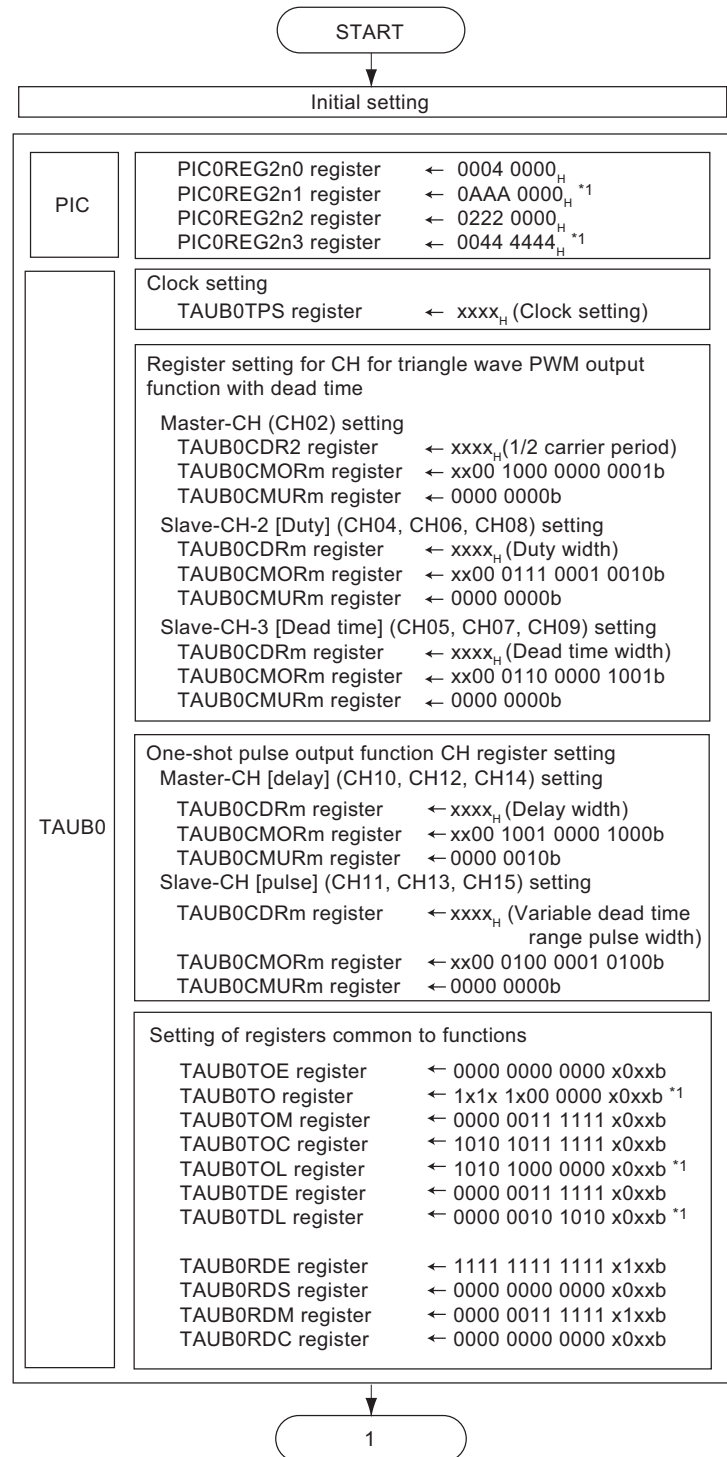 START
Initial setting
PIC
PIC0REG2n0 register ← 0004 0000H
PIC0REG2n1 register ← 0AAA 0000H *1
PIC0REG2n2 register ← 0222 0000H
PIC0REG2n3 register ← 0044 4444H *1
TAUB0
Clock setting
TAUB0TPS register ← xxxxH (Clock setting)
Register setting for CH for triangle wave PWM output
function with dead time
Master-CH (CH02) setting
TAUB0CDR2 register ← xxxxH (1/2 carrier period)
TAUB0CMORm register ← xx00 1000 0000 0001b
TAUB0CMURm register ← 0000 0000b
Slave-CH-2 [Duty] (CH04, CH06, CH08) setting
TAUB0CDRm register ← xxxxH (Duty width)
TAUB0CMORm register ← xx00 0111 0001 0010b
TAUB0CMURm register ← 0000 0000b
Slave-CH-3 [Dead time] (CH05, CH07, CH09) setting
TAUB0CDRm register ← xxxxH (Dead time width)
TAUB0CMORm register ← xx00 0110 0000 1001b
TAUB0CMURm register ← 0000 0000b
One-shot pulse output function CH register setting
Master-CH [delay] (CH10, CH12, CH14) setting
TAUB0CDRm register ← xxxxH (Delay width)
TAUB0CMORm register ← xx00 1001 0000 1000b
TAUB0CMURm register ← 0000 0010b
Slave-CH [pulse] (CH11, CH13, CH15) setting
TAUB0CDRm register ← xxxxH (Variable dead time
range pulse width)
TAUB0CMORm register ← xx00 0100 0001 0100b
TAUB0CMURm register ← 0000 0000b
Setting of registers common to functions
TAUB0TOE register ← 0000 0000 0000 x0xxb
TAUB0TO register ← 1x1x 1x00 0000 x0xxb *1
TAUB0TOM register ← 0000 0011 1111 x0xxb
TAUB0TOC register ← 1010 1011 1111 x0xxb
TAUB0TOL register ← 1010 1000 0000 x0xxb *1
TAUB0TDE register ← 0000 0011 1111 x0xxb
TAUB0TDL register ← 0000 0010 1010 x0xxb *1
TAUB0RDE register ← 1111 1111 1111 x1xxb
TAUB0RDS register ← 0000 0000 0000 x0xxb
TAUB0RDM register ← 0000 0011 1111 x1xxb
TAUB0RDC register ← 0000 0000 0000 x0xxb
1